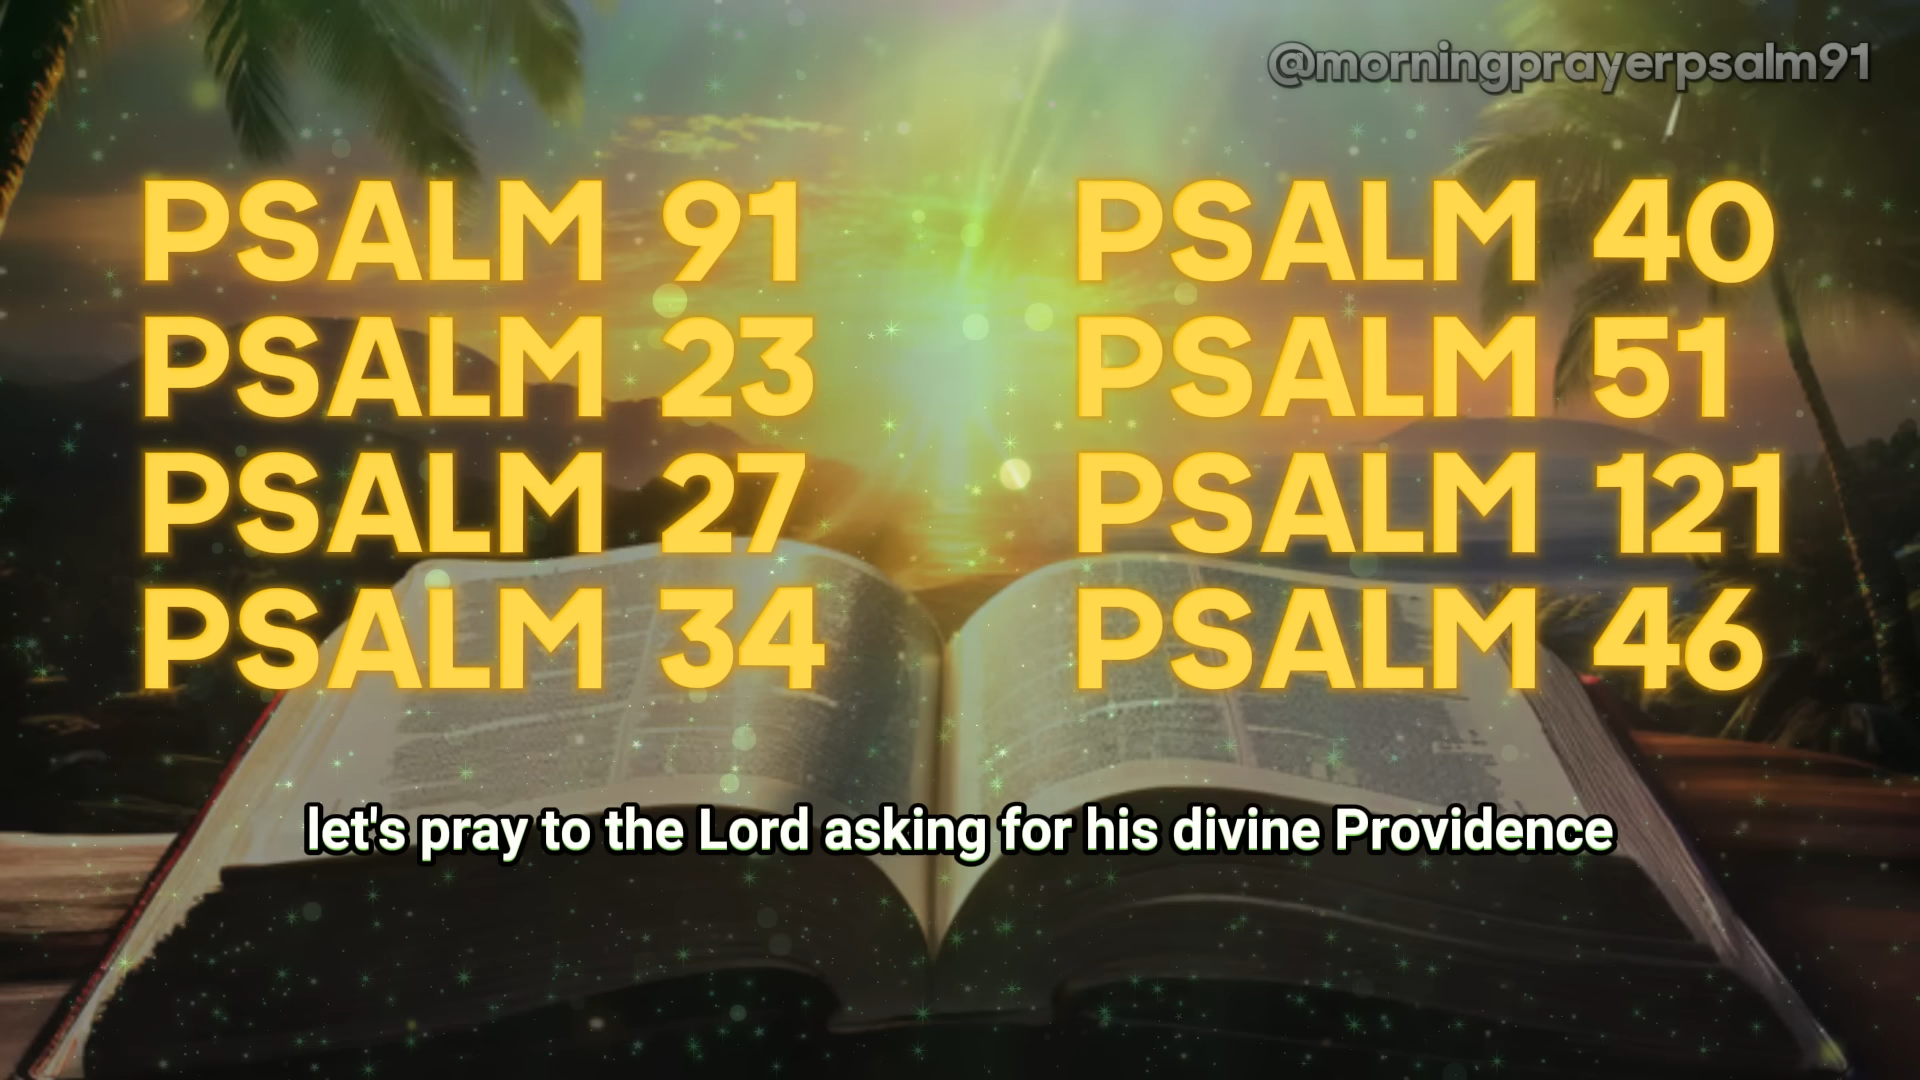 @morningprayerpsalm91
PSALM 91
PSALM 23
PSALM 27
PSALM 34
PSALM 40
PSALM 51
PSALM 121
PSALM 46
let's pray to the Lord asking for his divine Providence